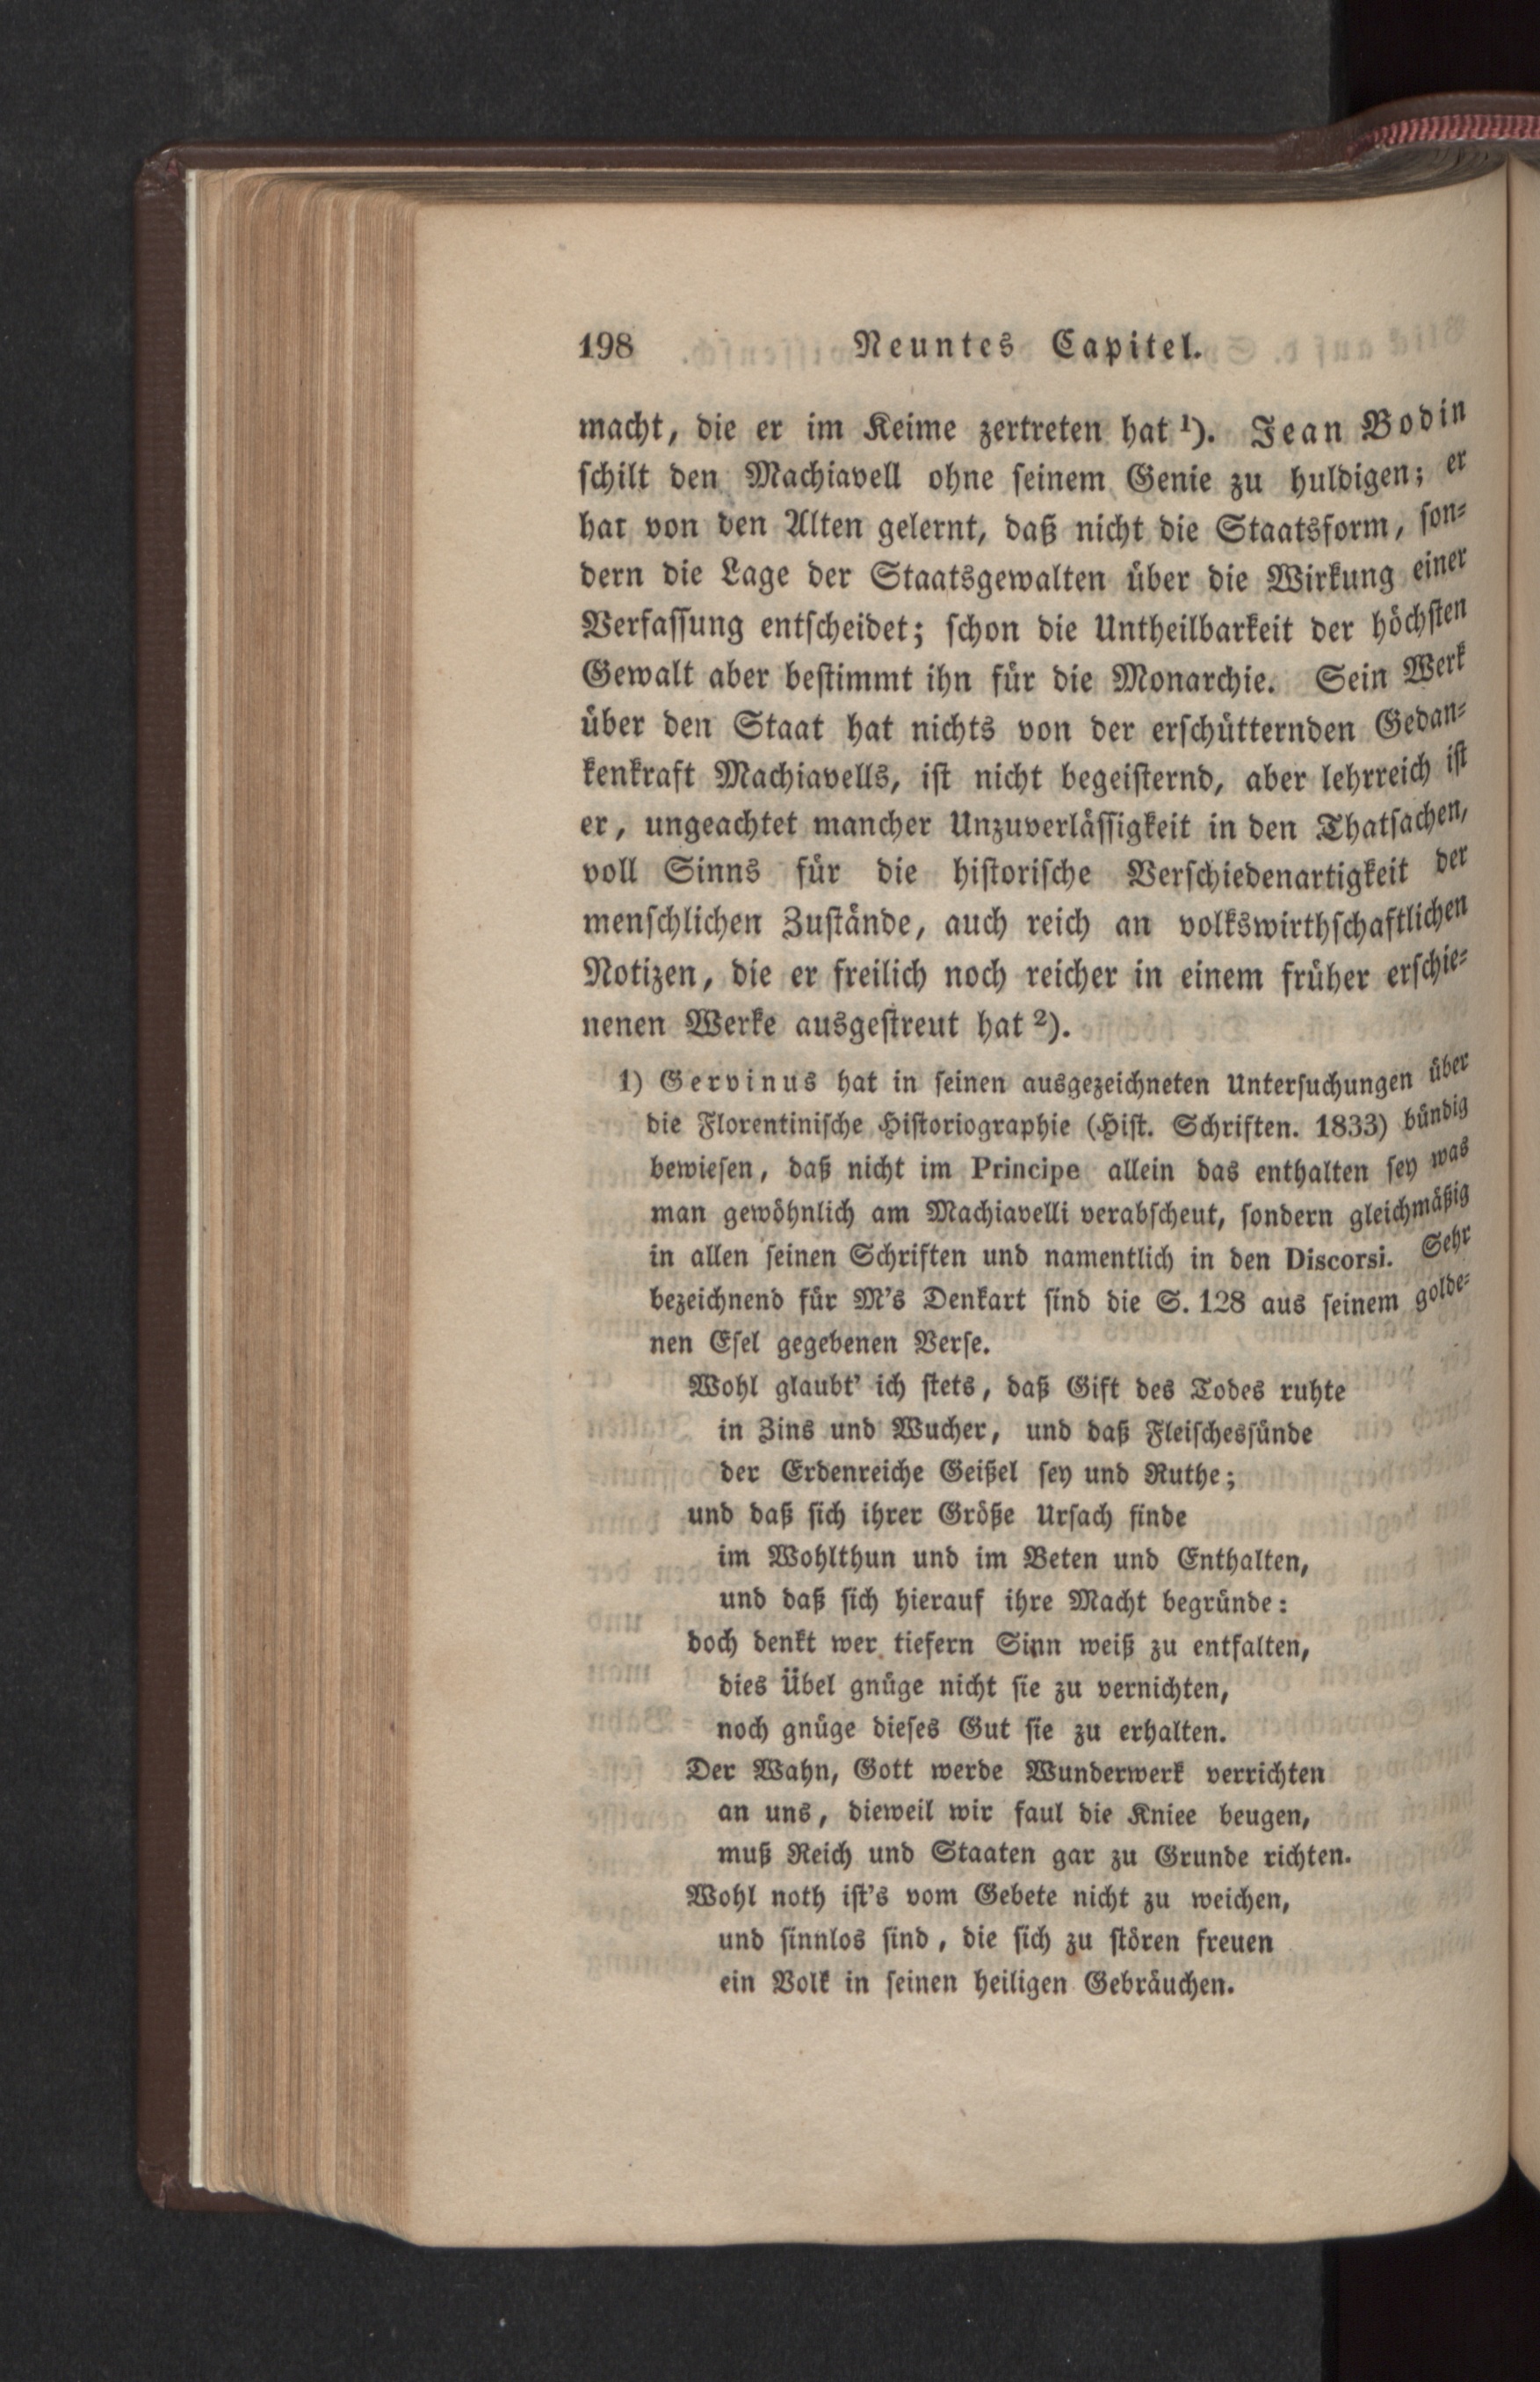 198 Neuntes Capitel.
macht, die er im Keime zertreten hat ¹). Jean Bodin
schilt den Machiavell ohne seinem Genie zu huldigen; er
hat von den Alten gelernt, daß nicht die Staatsform, son-
dern die Lage der Staatsgewalten über die Wirkung einer
Verfassung entscheidet; schon die Untheilbarkeit der höchsten
Gewalt aber bestimmt ihn für die Monarchie. Sein Werk
über den Staat hat nichts von der erschütternden Gedan-
kenkraft Machiavells, ist nicht begeisternd, aber lehrreich ist
er, ungeachtet mancher Unzuverlässigkeit in den Thatsachen,
voll Sinns für die historische Verschiedenartigkeit der
menschlichen Zustände, auch reich an volkswirthschaftlichen
Notizen, die er freilich noch reicher in einem früher erschie-
nenen Werke ausgestreut hat ²).
1) Gervinus hat in seinen ausgezeichneten Untersuchungen über
die Florentinische Historiographie (Hist. Schriften. 1833) bündig
bewiesen, daß nicht im Principe allein das enthalten sey was
man gewöhnlich am Machiavelli verabscheut, sondern gleichmäßig
in allen seinen Schriften und namentlich in den Discorsi. Sehr
bezeichnend für M's Denkart sind die S. 128 aus seinem golde-
nen Esel gegebenen Verse.
Wohl glaubt' ich stets, daß Gift des Todes ruhte
in Zins und Wucher, und daß Fleischessünde
der Erdenreiche Geißel sey und Ruthe;
und daß sich ihrer Größe Ursach finde
im Wohlthun und im Beten und Enthalten,
und daß sich hierauf ihre Macht begründe:
doch denkt wer tiefern Sinn weiß zu entfalten,
dies Übel gnüge nicht sie zu vernichten,
noch gnüge dieses Gut sie zu erhalten.
Der Wahn, Gott werde Wunderwerk verrichten
an uns, dieweil wir faul die Kniee beugen,
muß Reich und Staaten gar zu Grunde richten.
Wohl noth ist's vom Gebete nicht zu weichen,
und sinnlos sind, die sich zu stören freuen
ein Volk in seinen heiligen Gebräuchen.